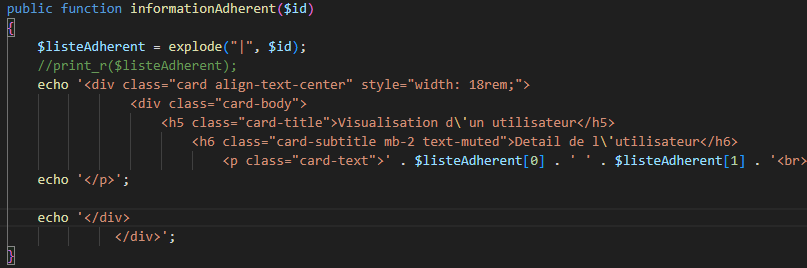 public function informationAdherent($id)
{
$listeAdherent = explode("|", $id);
//print_r($listeAdherent);
echo '<div class="card align-text-center" style="width: 18rem;">
<div class="card-body">
<h5 class="card-title">Visualisation d\'un utilisateur</h5>
<h6 class="card-subtitle mb-2 text-muted">Detail de l\'utilisateur</h6>
<p class="card-text">' . $listeAdherent[0] . ' ' . $listeAdherent[1] . '<br>
echo '</p>';
echo '</div>
</div>';
}